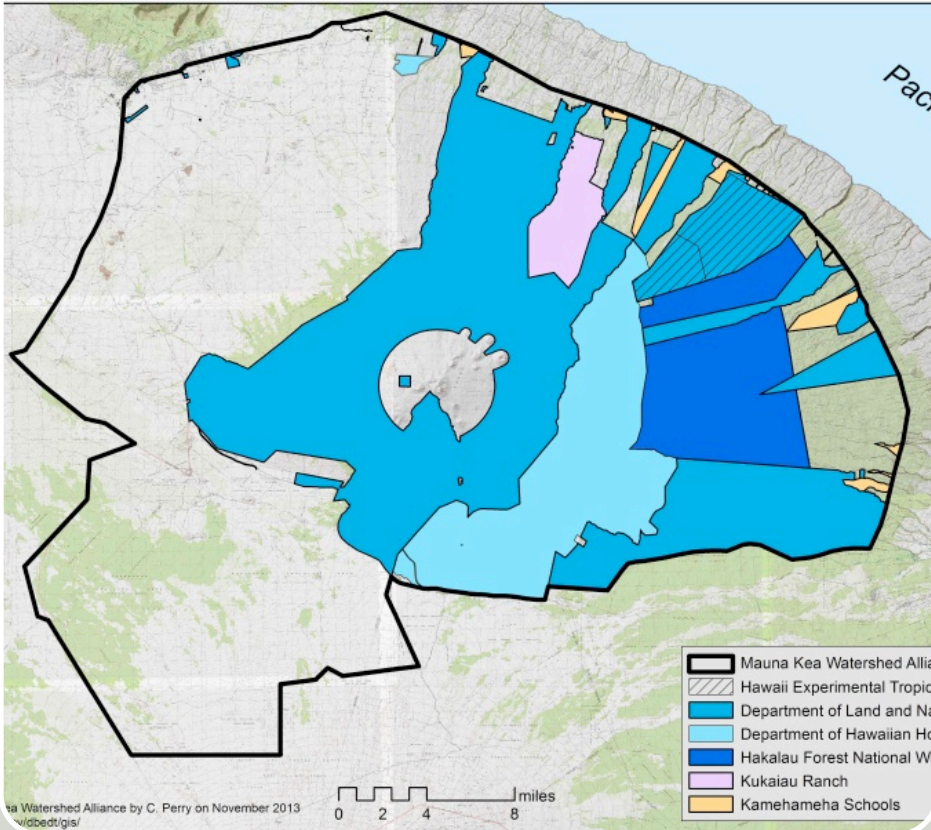 Paci
Mauna Kea Watershed Allia
Hawaii Experimental Tropic
Department of Land and Na
Department of Hawaiian Ho
Hakalau Forest National W
Kukaiau Ranch
Kamehameha Schools
miles
0 2 4 8
ea Watershed Alliance by C. Perry on November 2013
v/dbedt/gis/